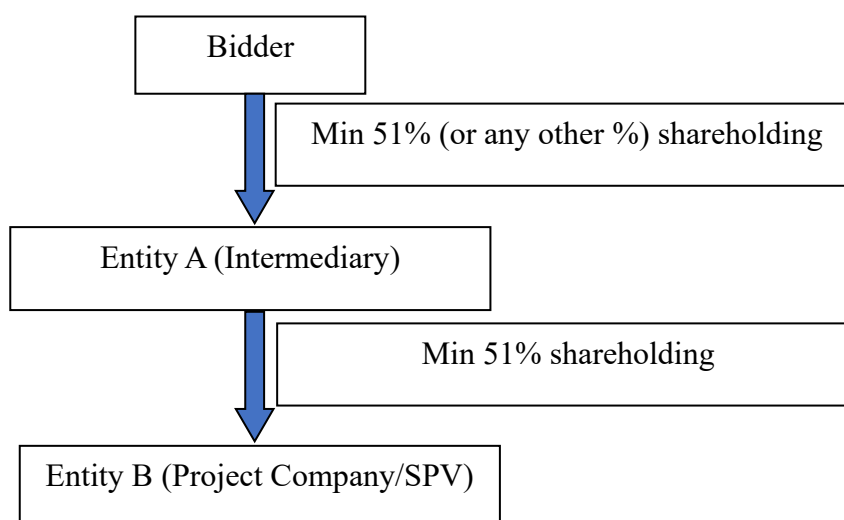 Bidder
Min 51% (or any other %) shareholding
Entity A (Intermediary)
Min 51% shareholding
Entity B (Project Company/SPV)